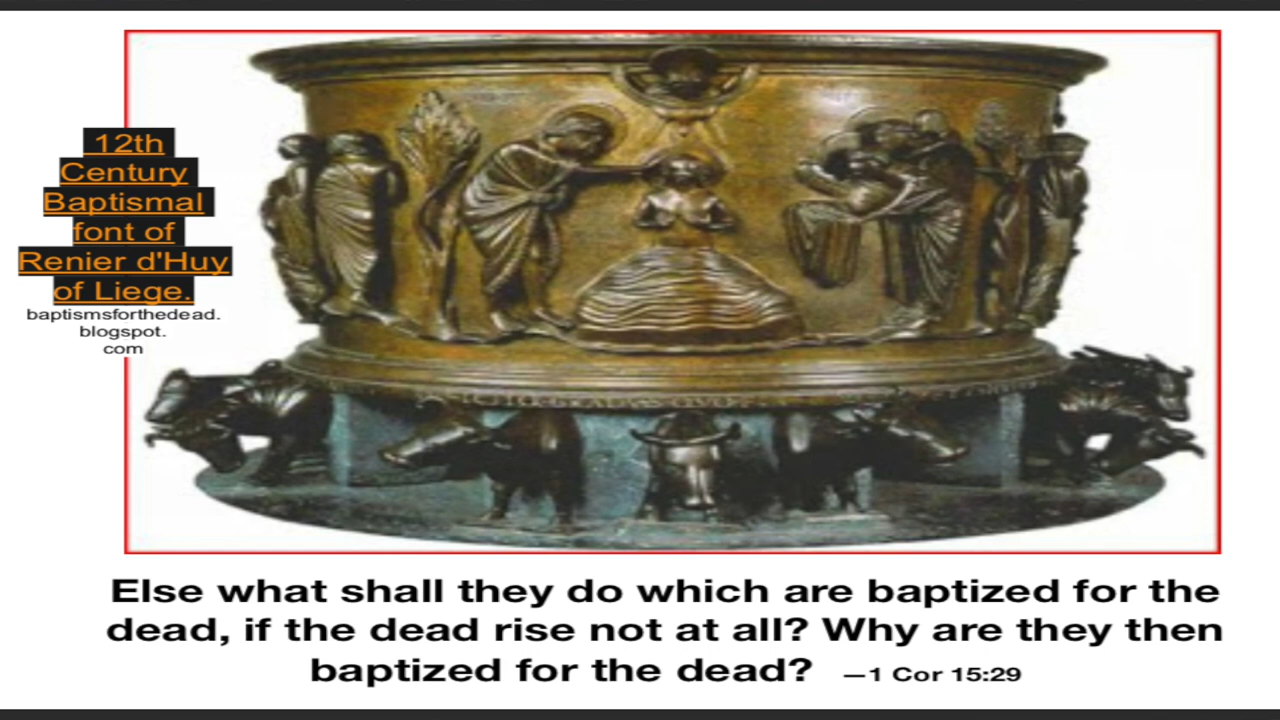 12th
Century
Baptismal
font of
Renier d'Huy
of Liege.
baptismsforthedead.
blogspot.
com
Else what shall they do which are baptized for the
dead, if the dead rise not at all? Why are they then
baptized for the dead? —1 Cor 15:29